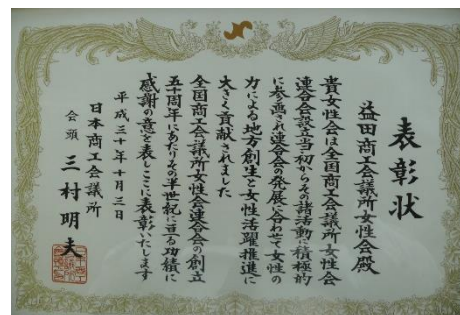 表彰状
益田商工会議所女性会殿
貴女性会は全国商工会議所女性会
連合会設立当初からその諸活動に積極的
に参画され連合会の発展に合わせて女性の
力による地方創生と女性活躍推進に
大きく貢献されました
全国商工会議所女性会連合会の創立
五十周年にあたりその半世紀に亘る功績に
感謝の意を表しここに表彰いたします
平成三十年十月三日
日本商工会議所
会頭 三村明夫